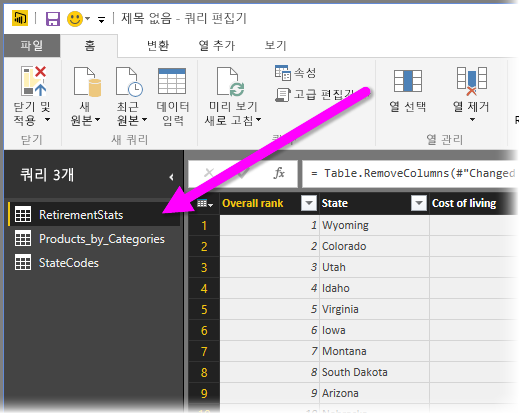 제목 없음 - 쿼리 편집기
파일 홈 변환 열 추가 보기
닫기 및 적용 새 원본 최근 원본 데이터 입력 미리 보기 새로 고침 속성 고급 편집기 열 선택 열 제거
닫기 새 쿼리 열 관리
쿼리 3개
fx = Table.RemoveColumns(#"Changed
RetirementStats
Products_by_Categories
StateCodes
Overall rank State Cost of living
1 1 Wyoming
2 2 Colorado
3 3 Utah
4 4 Idaho
5 5 Virginia
6 6 Iowa
7 7 Montana
8 8 South Dakota
9 9 Arizona